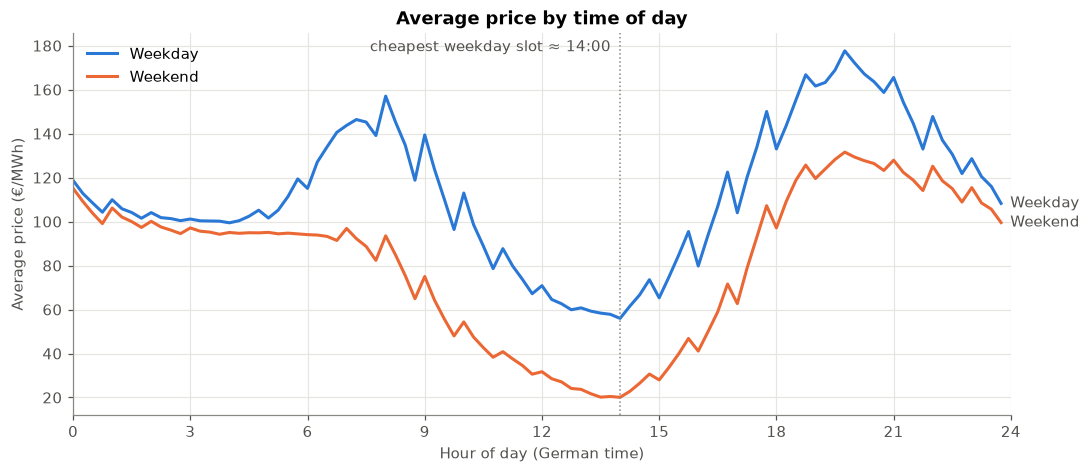 Average price by time of day
cheapest weekday slot ≈ 14:00
Weekday
Weekend
180
160
140
120
100
80
60
40
20
Average price (€/MWh)
Weekday
Weekend
0 3 6 9 12 15 18 21 24
Hour of day (German time)